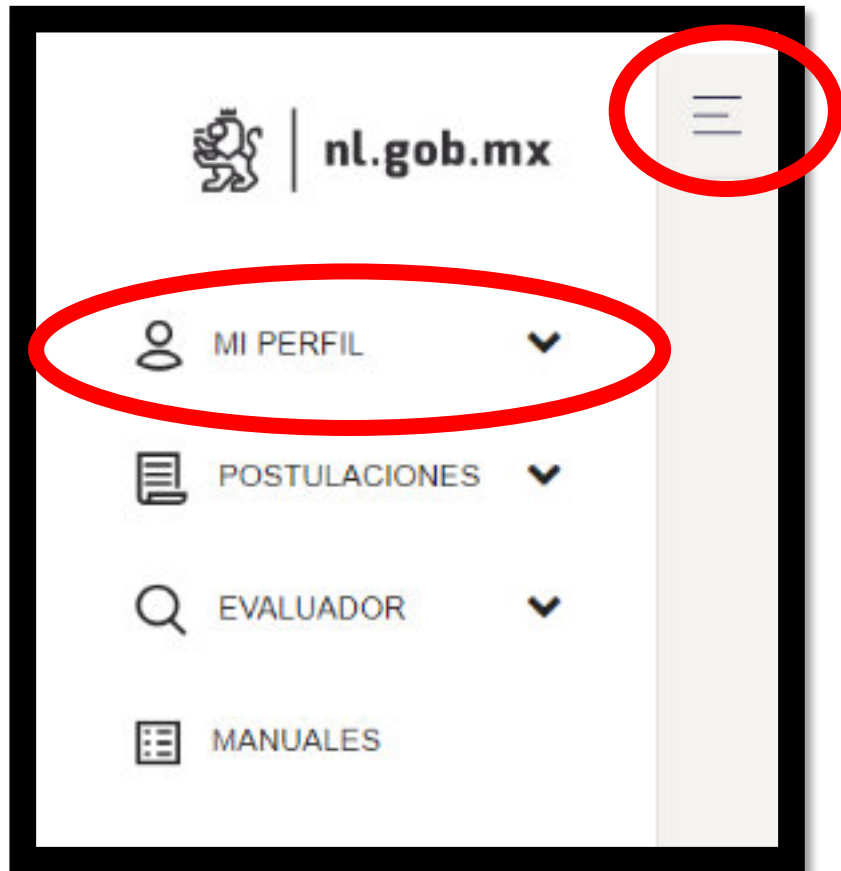 nl.gob.mx
MI PERFIL
POSTULACIONES
EVALUADOR
MANUALES